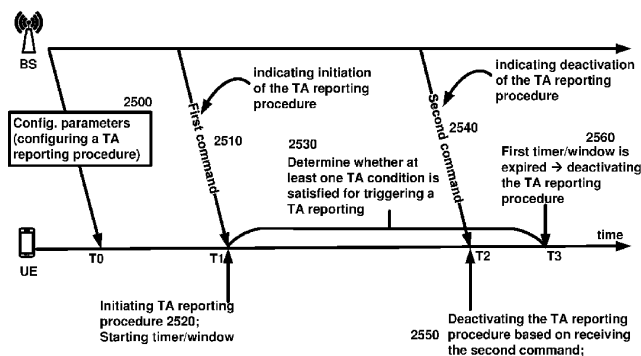 BS
2500
Config. parameters
(configuring a TA
reporting procedure)
First command
2510
indicating initiation
of the TA reporting
procedure
2530
Determine whether at
least one TA condition is
satisfied for triggering a
TA reporting
Second command
2540
indicating deactivation
of the TA reporting
procedure
2560
First timer/window is
expired → deactivating
the TA reporting
procedure
time
UE
T0
T1
T2
T3
Initiating TA reporting
procedure 2520;
Starting timer/window
2550
Deactivating the TA reporting
procedure based on receiving
the second command;